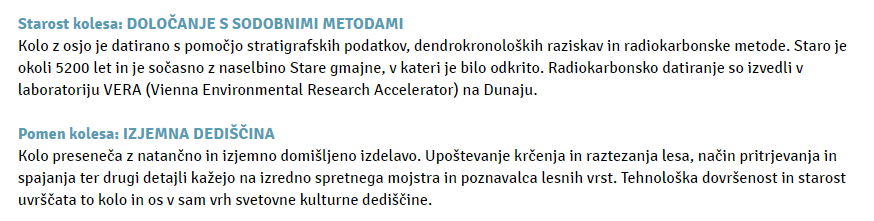 Starost kolesa: DOLOČANJE S SODOBNIMI METODAMI
Kolo z osjo je datirano s pomočjo stratigrafskih podatkov, dendrokronoloških raziskav in radiokarbonske metode. Staro je
okoli 5200 let in je sočasno z naselbino Stare gmajne, v kateri je bilo odkrito. Radiokarbonsko datiranje so izvedli v
laboratoriju VERA (Vienna Environmental Research Accelerator) na Dunaju.
Pomen kolesa: IZJEMNA DEDIŠČINA
Kolo preseneča z natančno in izjemno domišljeno izdelavo. Upoštevanje krčenja in raztezanja lesa, način pritrjevanja in
spajanja ter drugi detajli kažejo na izredno spretnega mojstra in poznavalca lesnih vrst. Tehnološka dovršenost in starost
uvrščata to kolo in os v sam vrh svetovne kulturne dediščine.